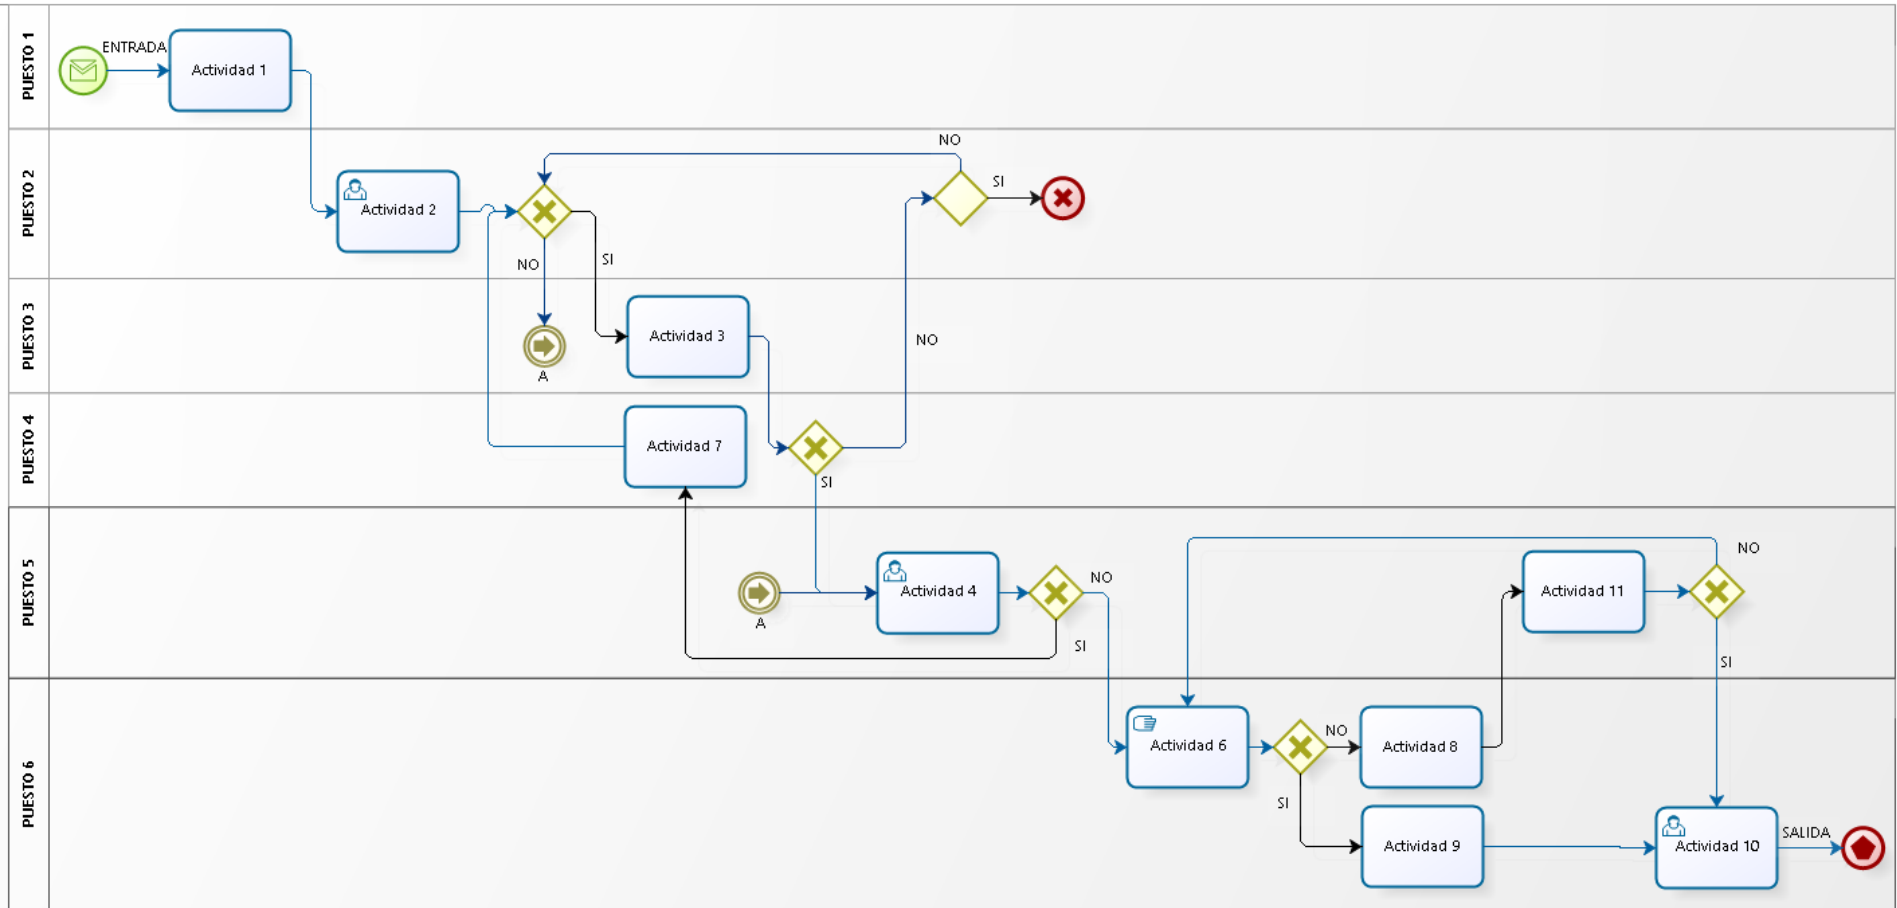 PUESTO 1
ENTRADA
Actividad 1
PUESTO 2
Actividad 2
NO
SI
NO
SI
PUESTO 3
A
Actividad 3
NO
PUESTO 4
Actividad 7
SI
PUESTO 5
A
Actividad 4
NO
SI
Actividad 11
NO
SI
PUESTO 6
Actividad 6
NO
Actividad 8
SI
Actividad 9
Actividad 10
SALIDA